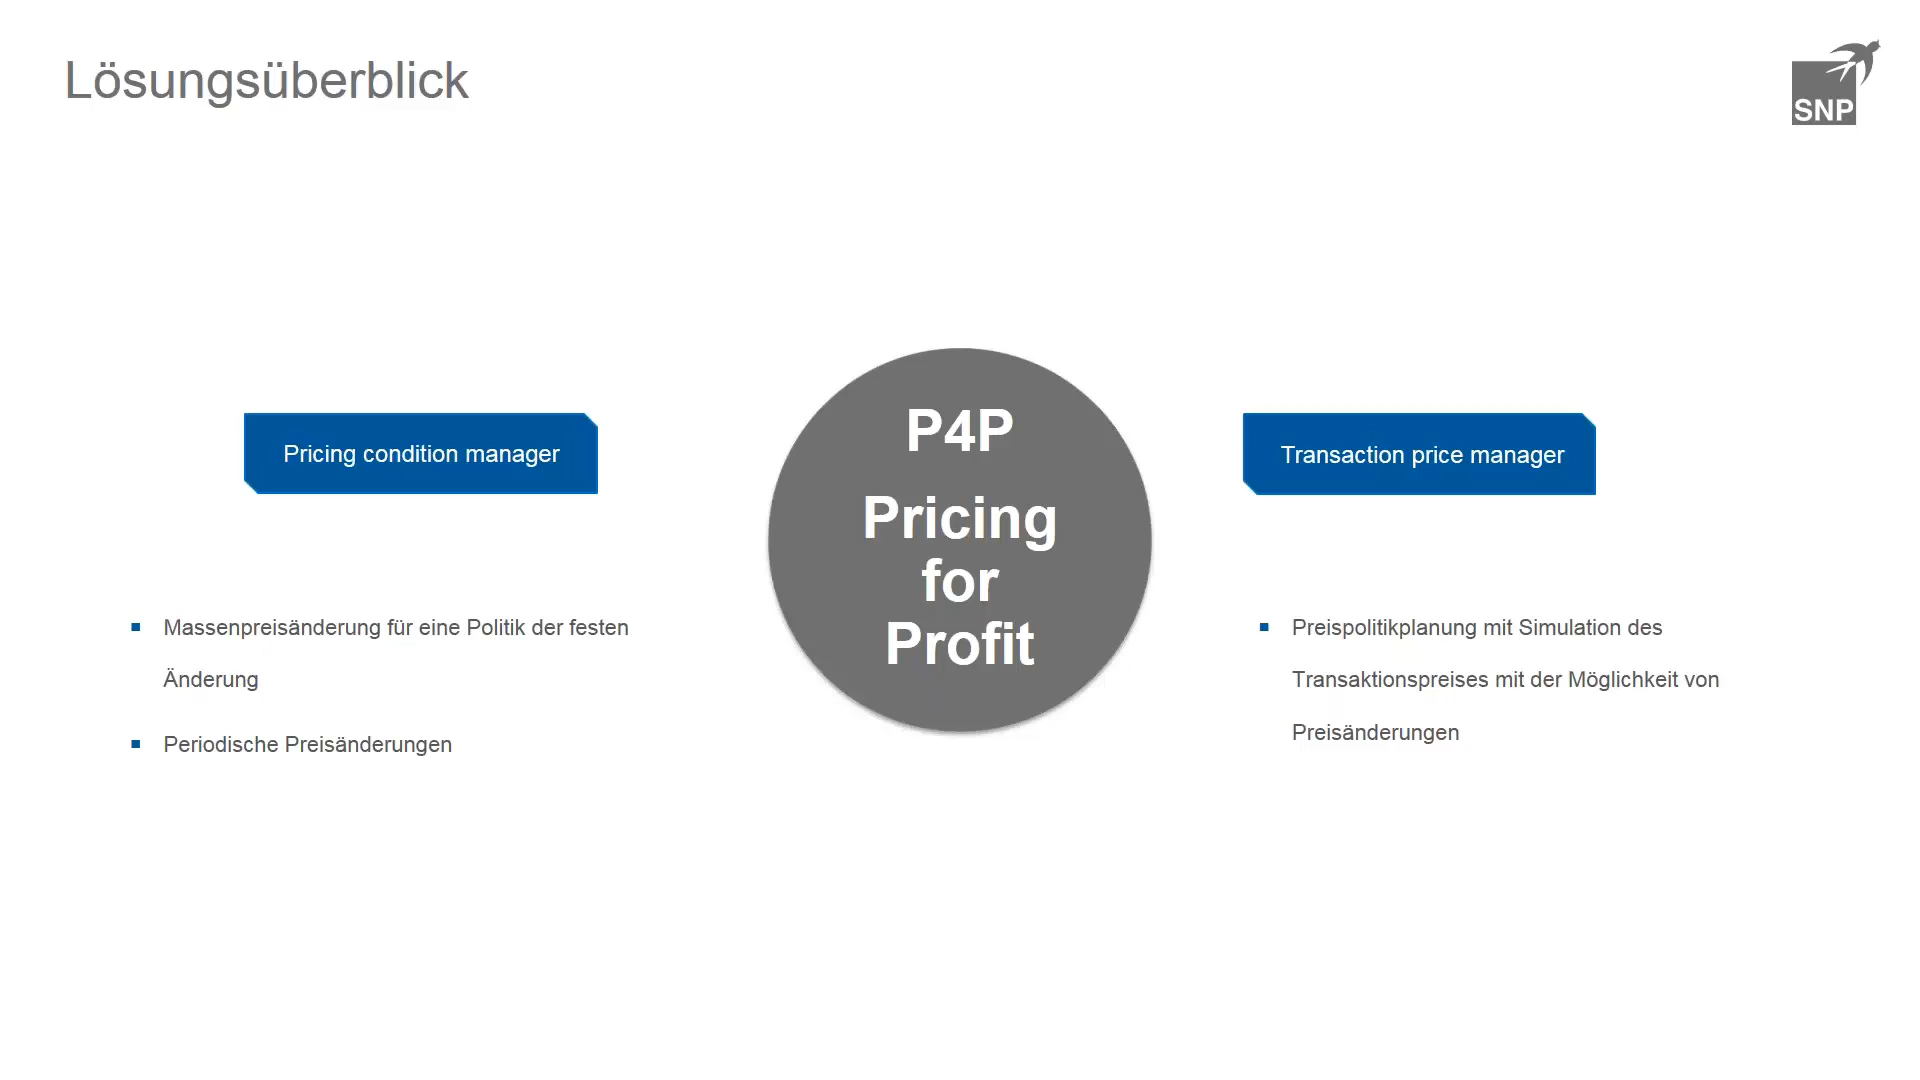 Lösungsüberblick
SNP
Pricing condition manager
Massenpreisänderung für eine Politik der festen
Änderung
Periodische Preisänderungen
P4P
Pricing
for
Profit
Transaction price manager
Preispolitikplanung mit Simulation des
Transaktionspreises mit der Möglichkeit von
Preisänderungen